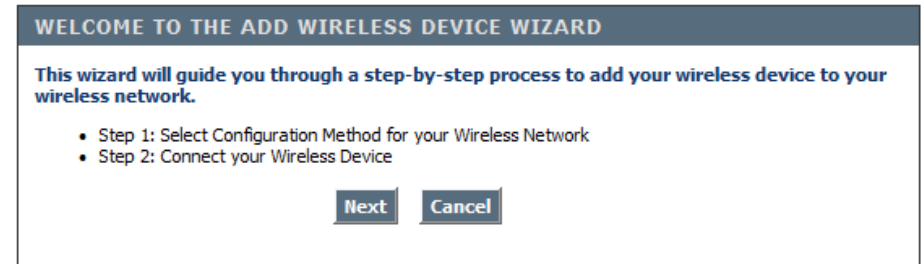 WELCOME TO THE ADD WIRELESS DEVICE WIZARD
This wizard will guide you through a step-by-step process to add your wireless device to your
wireless network.
• Step 1: Select Configuration Method for your Wireless Network
• Step 2: Connect your Wireless Device
Next Cancel